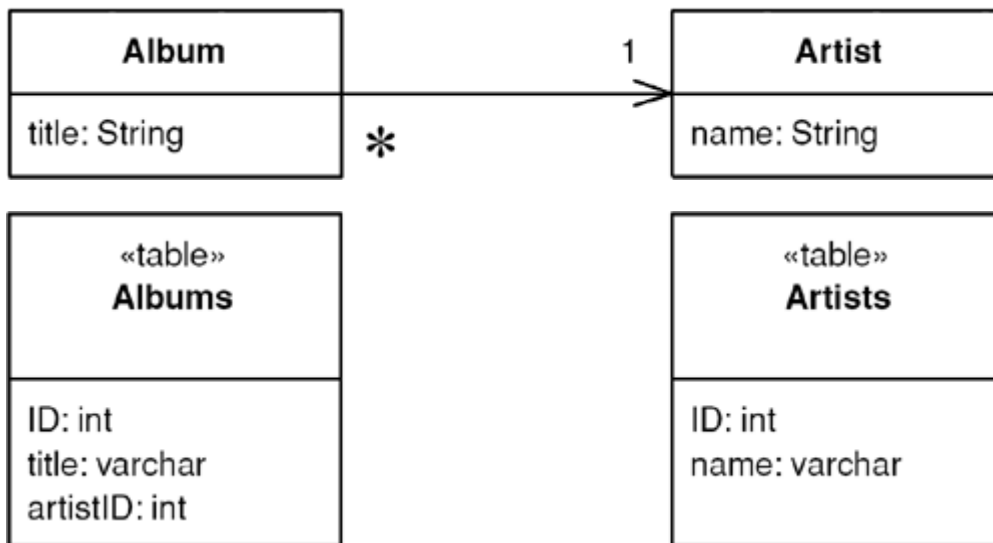 Album
title: String
*
1
Artist
name: String
«table»
Albums
ID: int
title: varchar
artistID: int
«table»
Artists
ID: int
name: varchar